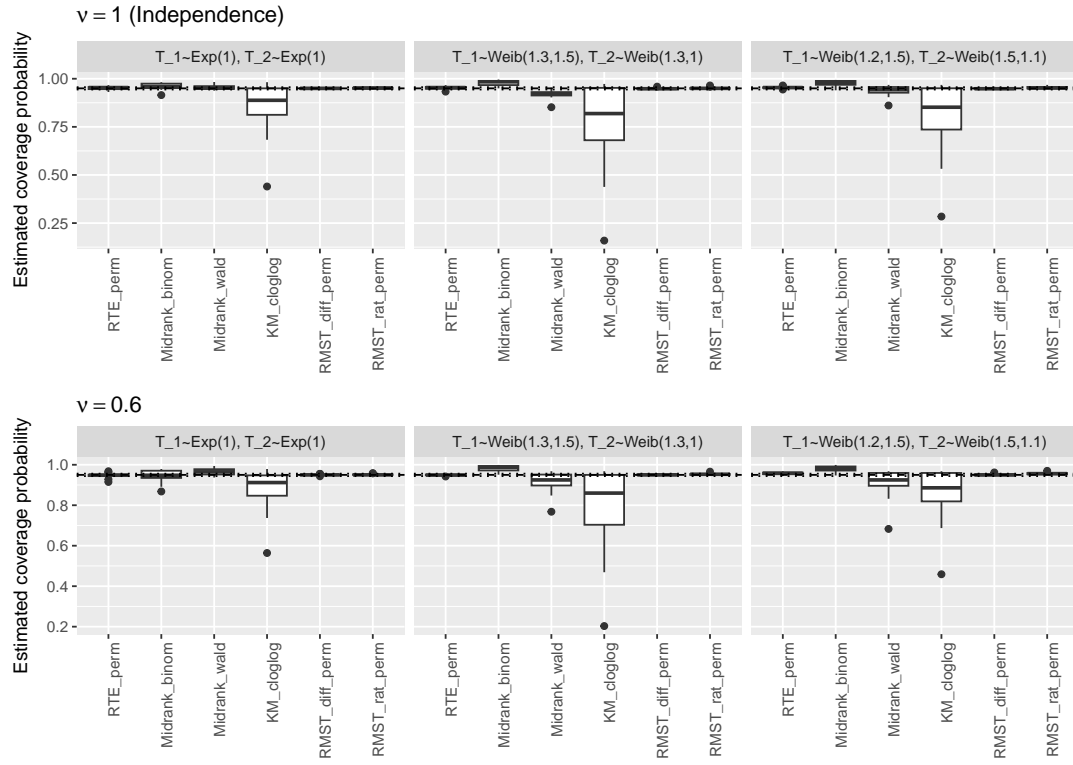 ν = 1 (Independence)
T_1~Exp(1), T_2~Exp(1)
T_1~Weib(1.3,1.5), T_2~Weib(1.3,1)
T_1~Weib(1.2,1.5), T_2~Weib(1.5,1.1)
Estimated coverage probability
1.00
0.75
0.50
0.25
RTE_perm
Midrank_binom
Midrank_wald
KM_cloglog
RMST_diff_perm
RMST_rat_perm
RTE_perm
Midrank_binom
Midrank_wald
KM_cloglog
RMST_diff_perm
RMST_rat_perm
RTE_perm
Midrank_binom
Midrank_wald
KM_cloglog
RMST_diff_perm
RMST_rat_perm
ν = 0.6
T_1~Exp(1), T_2~Exp(1)
T_1~Weib(1.3,1.5), T_2~Weib(1.3,1)
T_1~Weib(1.2,1.5), T_2~Weib(1.5,1.1)
Estimated coverage probability
1.0
0.8
0.6
0.4
0.2
RTE_perm
Midrank_binom
Midrank_wald
KM_cloglog
RMST_diff_perm
RMST_rat_perm
RTE_perm
Midrank_binom
Midrank_wald
KM_cloglog
RMST_diff_perm
RMST_rat_perm
RTE_perm
Midrank_binom
Midrank_wald
KM_cloglog
RMST_diff_perm
RMST_rat_perm